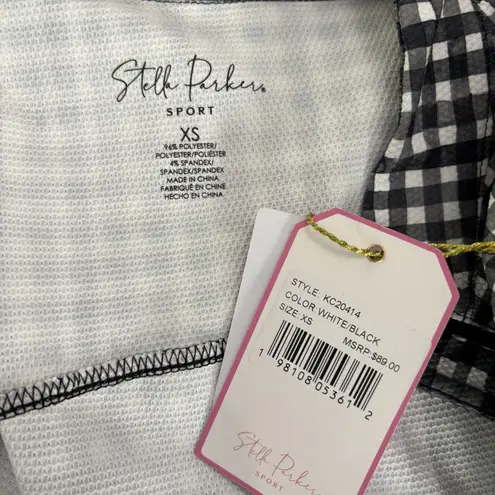 Stella Parker®
SPORT
XS
96% POLYESTER/
POLYESTER/POLIÉSTER
4% SPANDEX/
SPANDEX/SPANDEX
MADE IN CHINA
FABRIQUÉ EN CHINE
HECHO EN CHINA
STYLE: KC20414
COLOR WHITE/BLACK
SIZE: XS
MSRP-$89.00
1 98108 05361 2
Stella Parker
SPORT